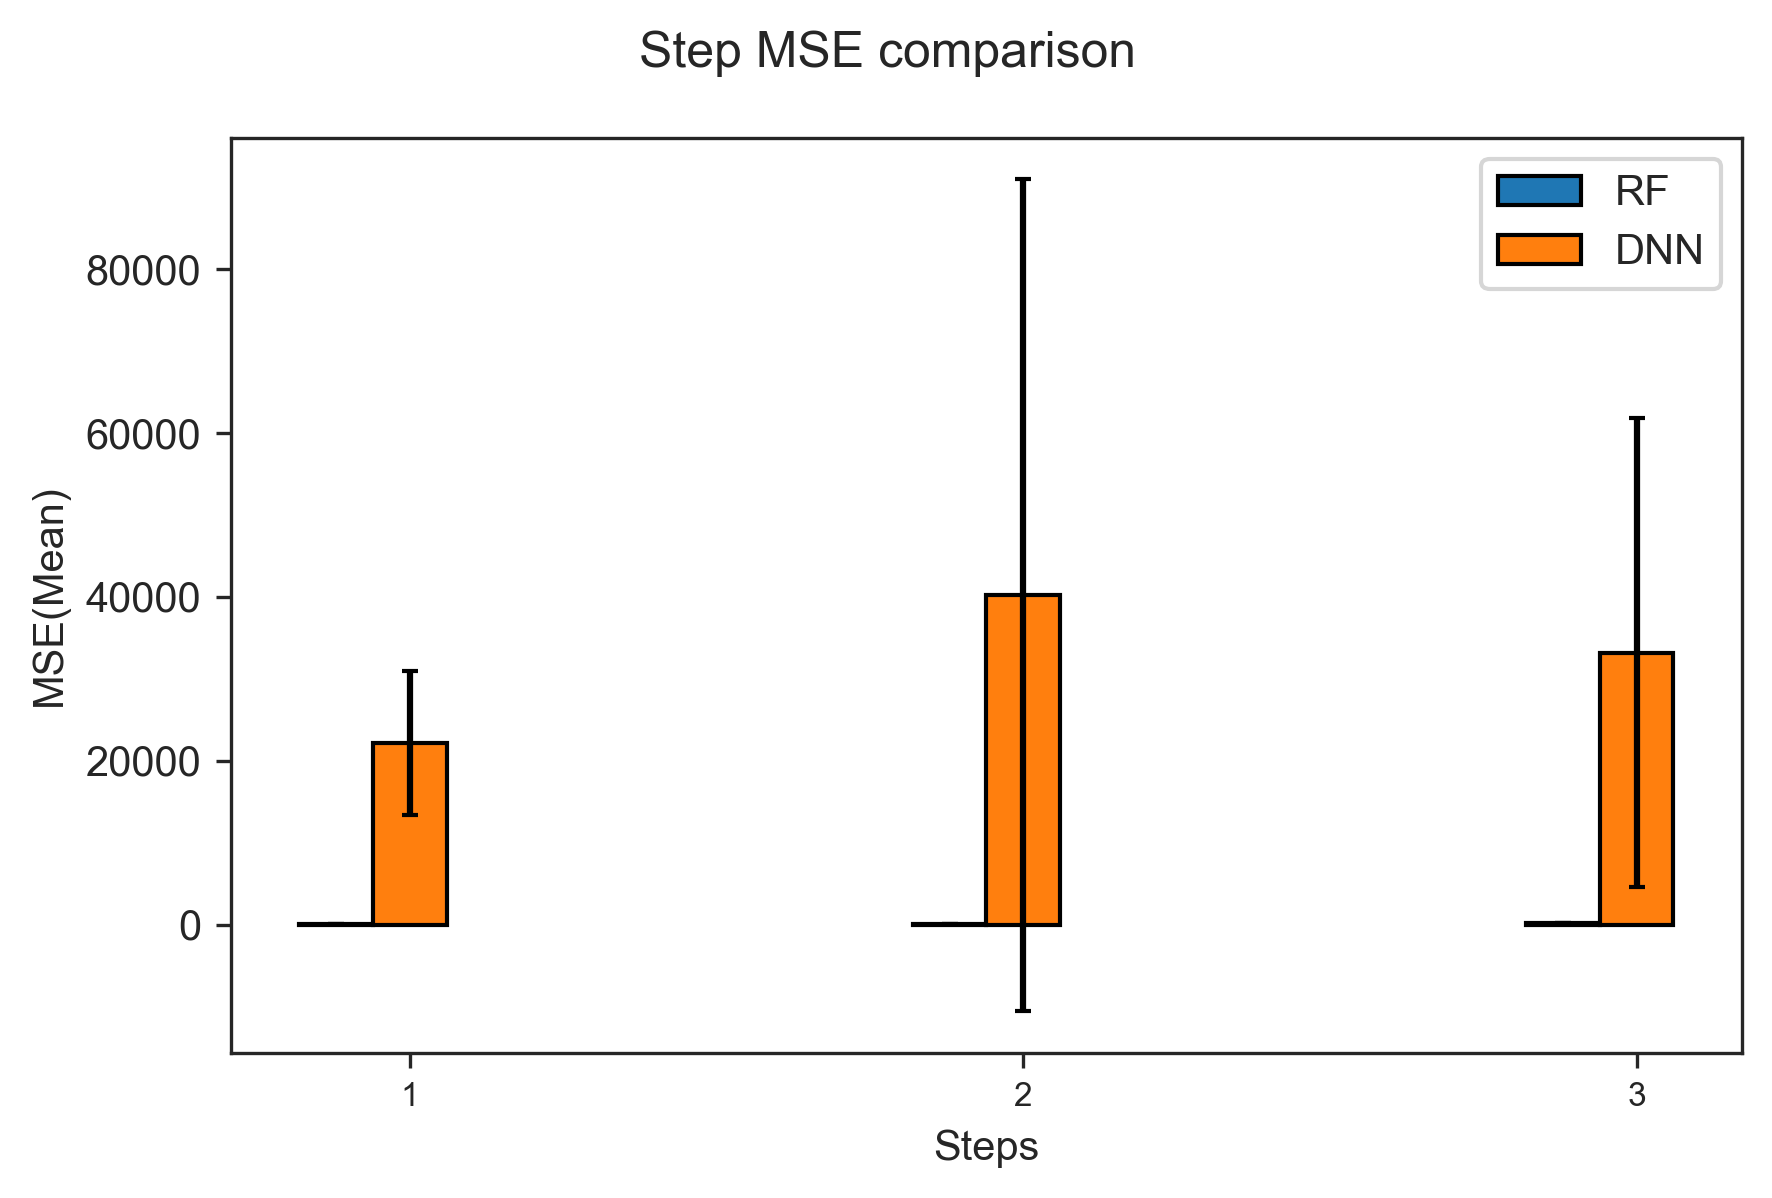 Step MSE comparison
RF
DNN
MSE(Mean)
80000
60000
40000
20000
0
1 2 3
Steps